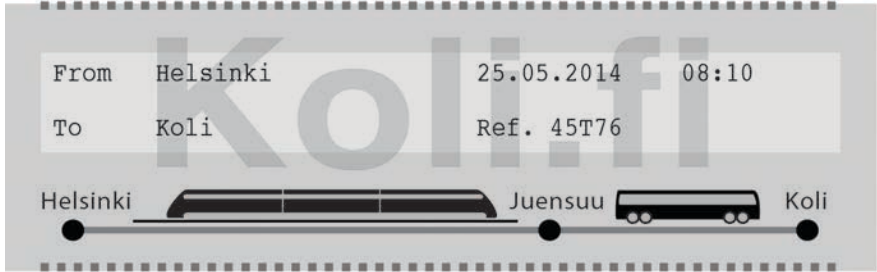 Koli.fi
From Helsinki 25.05.2014 08:10
To Koli Ref. 45T76
Helsinki Juensuu Koli